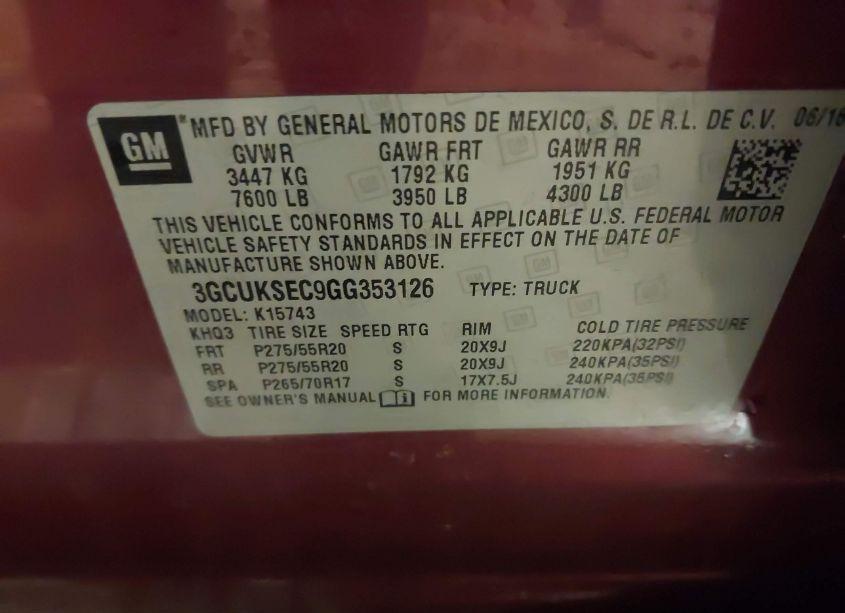 GM
MFD BY GENERAL MOTORS DE MEXICO, S. DE R.L. DE C.V. 06/16
GVWR GAWR FRT GAWR RR
3447 KG 1792 KG 1951 KG
7600 LB 3950 LB 4300 LB
THIS VEHICLE CONFORMS TO ALL APPLICABLE U.S. FEDERAL MOTOR
VEHICLE SAFETY STANDARDS IN EFFECT ON THE DATE OF
MANUFACTURE SHOWN ABOVE.
3GCUKSEC9GG353126 TYPE: TRUCK
MODEL: K15743
KHQ3 TIRE SIZE SPEED RTG RIM COLD TIRE PRESSURE
FRT P275/55R20 S 20X9J 220KPA(32PSI)
RR P275/55R20 S 20X9J 240KPA(35PSI)
SPA P265/70R17 S 17X7.5J 240KPA(35PSI)
SEE OWNER'S MANUAL FOR MORE INFORMATION.